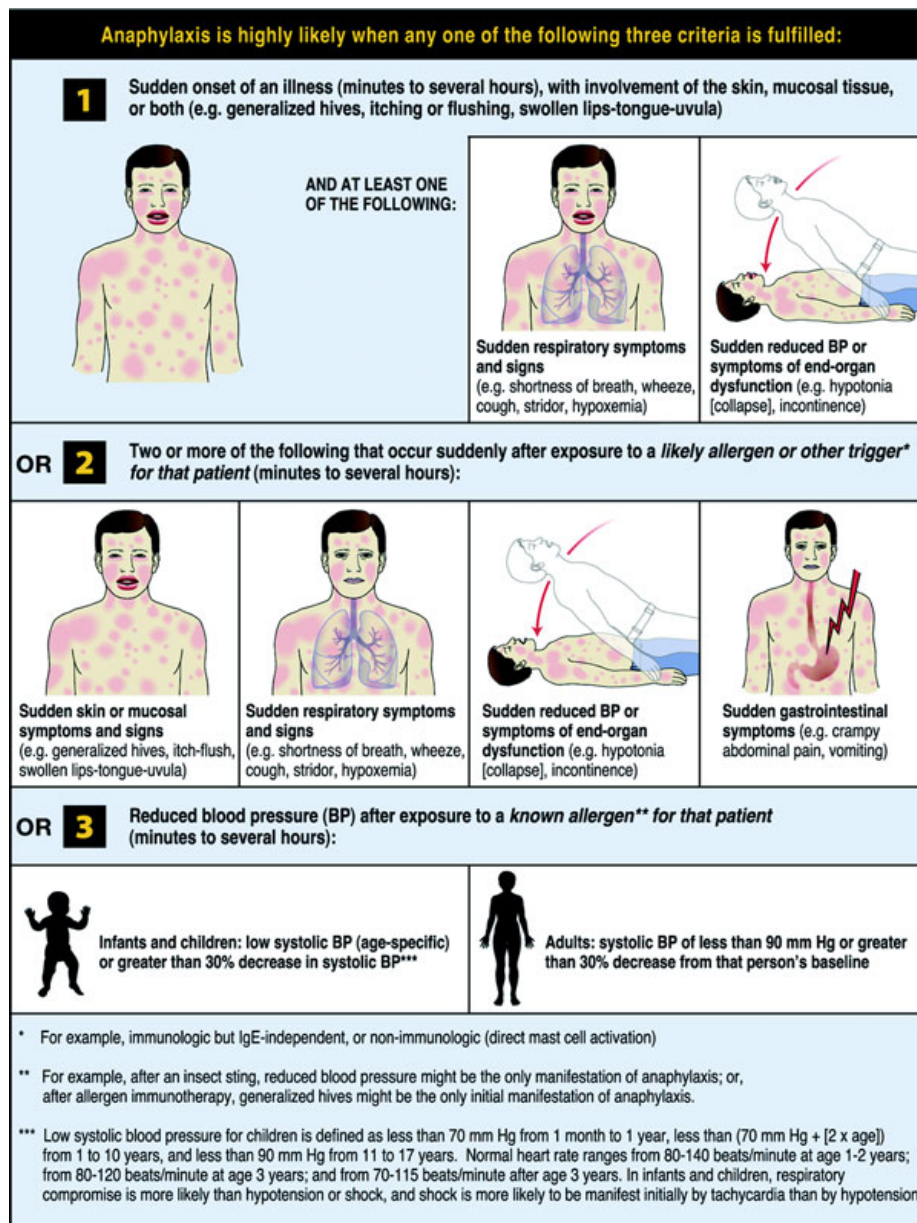 Anaphylaxis is highly likely when any one of the following three criteria is fulfilled:
1
Sudden onset of an illness (minutes to several hours), with involvement of the skin, mucosal tissue,
or both (e.g. generalized hives, itching or flushing, swollen lips-tongue-uvula)
AND AT LEAST ONE
OF THE FOLLOWING:
Sudden respiratory symptoms
and signs
(e.g. shortness of breath, wheeze,
cough, stridor, hypoxemia)
Sudden reduced BP or
symptoms of end-organ
dysfunction (e.g. hypotonia
[collapse], incontinence)
OR 2
Two or more of the following that occur suddenly after exposure to a likely allergen or other trigger*
for that patient (minutes to several hours):
Sudden skin or mucosal
symptoms and signs
(e.g. generalized hives, itch-flush,
swollen lips-tongue-uvula)
Sudden respiratory symptoms
and signs
(e.g. shortness of breath, wheeze,
cough, stridor, hypoxemia)
Sudden reduced BP or
symptoms of end-organ
dysfunction (e.g. hypotonia
[collapse], incontinence)
Sudden gastrointestinal
symptoms (e.g. crampy
abdominal pain, vomiting)
OR 3
Reduced blood pressure (BP) after exposure to a known allergen** for that patient
(minutes to several hours):
Infants and children: low systolic BP (age-specific)
or greater than 30% decrease in systolic BP***
Adults: systolic BP of less than 90 mm Hg or greater
than 30% decrease from that person's baseline
* For example, immunologic but IgE-independent, or non-immunologic (direct mast cell activation)
** For example, after an insect sting, reduced blood pressure might be the only manifestation of anaphylaxis; or,
after allergen immunotherapy, generalized hives might be the only initial manifestation of anaphylaxis.
*** Low systolic blood pressure for children is defined as less than 70 mm Hg from 1 month to 1 year, less than (70 mm Hg + [2 x age])
from 1 to 10 years, and less than 90 mm Hg from 11 to 17 years. Normal heart rate ranges from 80-140 beats/minute at age 1-2 years;
from 80-120 beats/minute at age 3 years; and from 70-115 beats/minute after age 3 years. In infants and children, respiratory
compromise is more likely than hypotension or shock, and shock is more likely to be manifest initially by tachycardia than by hypotension